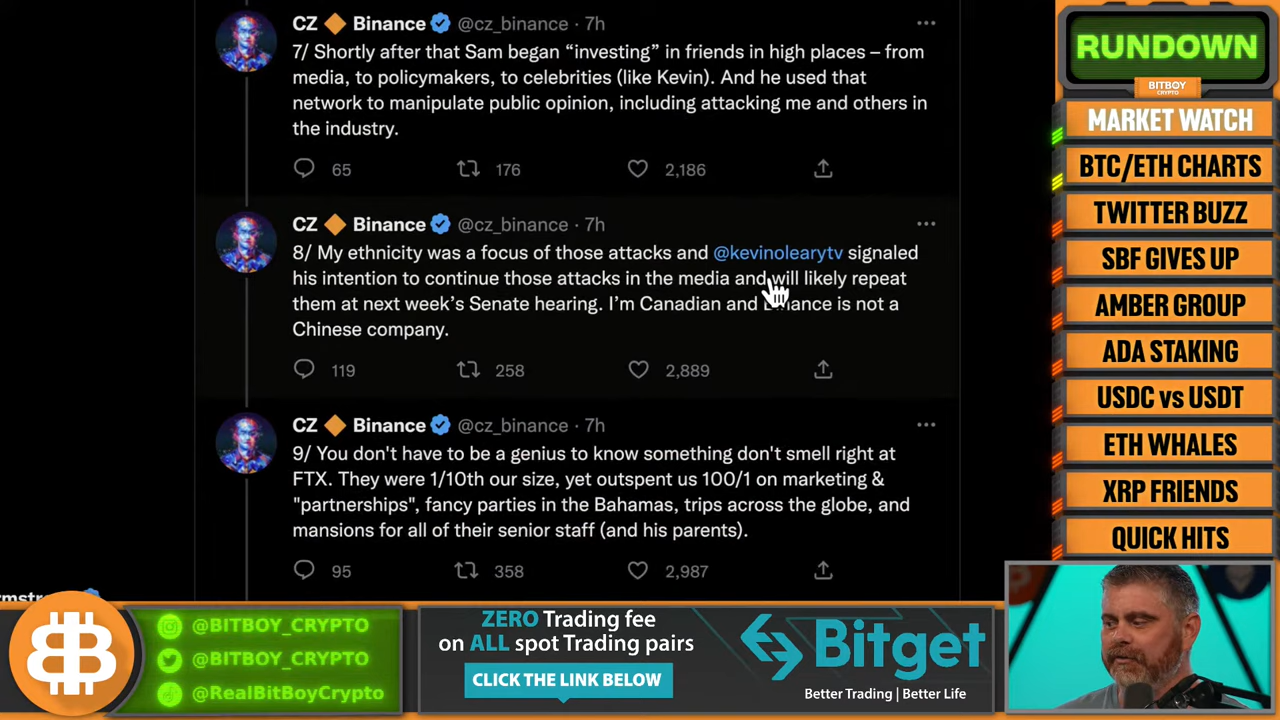 CZ 🔶 Binance @cz_binance · 7h
7/ Shortly after that Sam began “investing” in friends in high places – from
media, to policymakers, to celebrities (like Kevin). And he used that
network to manipulate public opinion, including attacking me and others in
the industry.
65 176 2,186
CZ 🔶 Binance @cz_binance · 7h
8/ My ethnicity was a focus of those attacks and @kevinolearytv signaled
his intention to continue those attacks in the media and will likely repeat
them at next week’s Senate hearing. I’m Canadian and Binance is not a
Chinese company.
119 258 2,889
CZ 🔶 Binance @cz_binance · 7h
9/ You don't have to be a genius to know something don't smell right at
FTX. They were 1/10th our size, yet outspent us 100/1 on marketing &
"partnerships", fancy parties in the Bahamas, trips across the globe, and
mansions for all of their senior staff (and his parents).
95 358 2,987
RUNDOWN
BITBOY
CRYPTO
MARKET WATCH
BTC/ETH CHARTS
TWITTER BUZZ
SBF GIVES UP
AMBER GROUP
ADA STAKING
USDC vs USDT
ETH WHALES
XRP FRIENDS
QUICK HITS
@BITBOY_CRYPTO
@BITBOY_CRYPTO
@RealBitBoyCrypto
ZERO Trading fee
on ALL spot Trading pairs
CLICK THE LINK BELOW
Bitget
Better Trading | Better Life